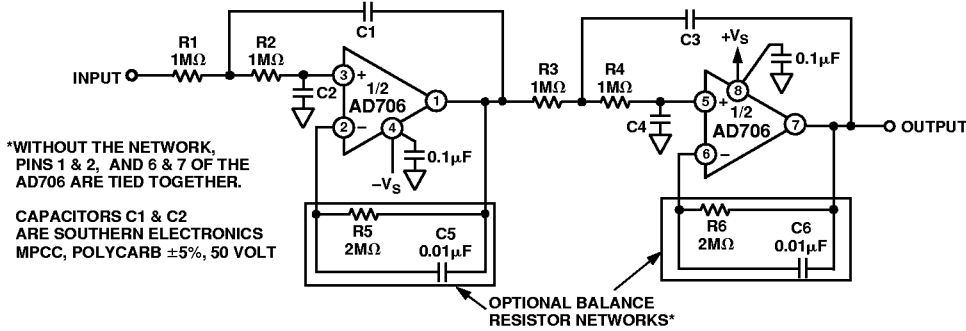 C1
C3
+VS
R1
1MΩ
R2
1MΩ
INPUT
3
+
1/2
AD706
C2
2
−
4
1
0.1µF
−VS
R3
1MΩ
R4
1MΩ
C4
5
+
8
1/2
AD706
6
−
7
0.1µF
OUTPUT
*WITHOUT THE NETWORK,
PINS 1 & 2, AND 6 & 7 OF THE
AD706 ARE TIED TOGETHER.
CAPACITORS C1 & C2
ARE SOUTHERN ELECTRONICS
MPCC, POLYCARB ±5%, 50 VOLT
R5
2MΩ
C5
0.01µF
R6
2MΩ
C6
0.01µF
OPTIONAL BALANCE
RESISTOR NETWORKS*